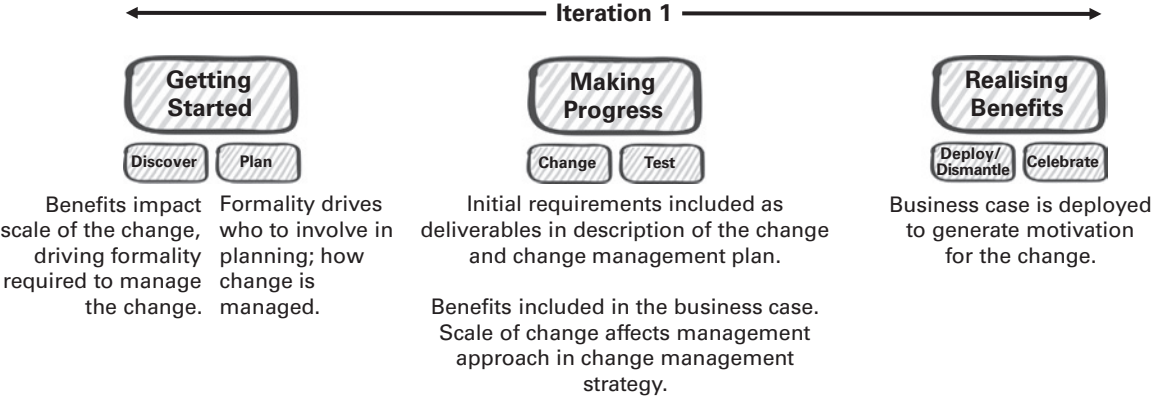 Iteration 1
Getting
Started
Discover
Plan
Benefits impact
scale of the change,
driving formality
required to manage
the change.
Formality drives
who to involve in
planning; how
change is
managed.
Making
Progress
Change
Test
Initial requirements included as
deliverables in description of the change
and change management plan.
Benefits included in the business case.
Scale of change affects management
approach in change management
strategy.
Realising
Benefits
Deploy/
Dismantle
Celebrate
Business case is deployed
to generate motivation
for the change.